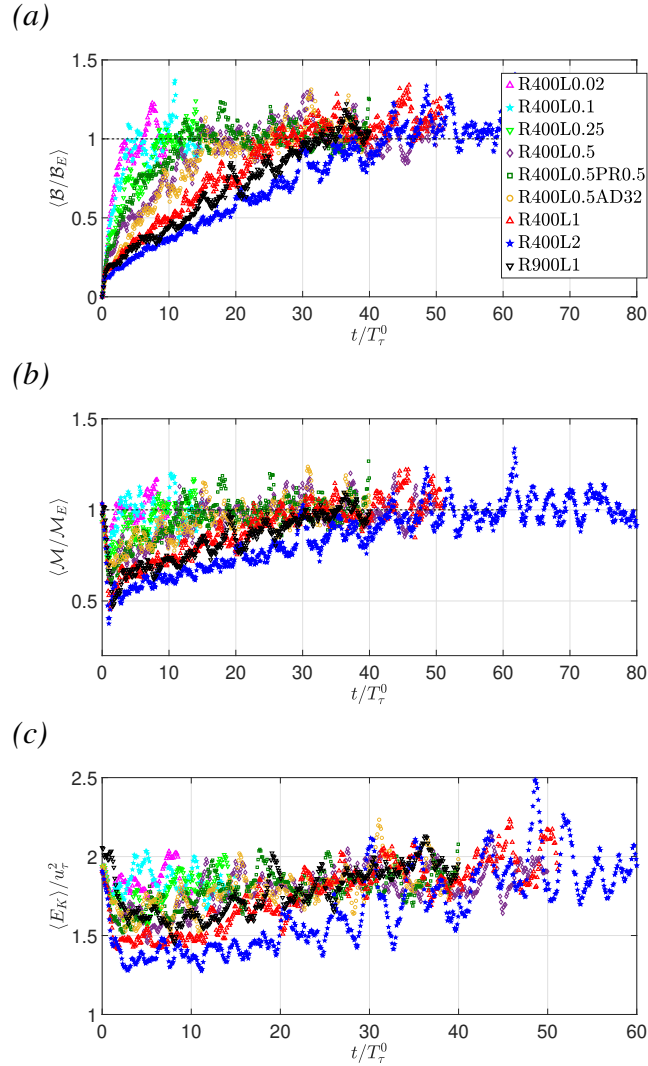 (a)
1.5
1
0.5
0
⟨B/B_E⟩
R400L0.02
R400L0.1
R400L0.25
R400L0.5
R400L0.5PR0.5
R400L0.5AD32
R400L1
R400L2
R900L1
0 10 20 30 40 50 60 70 80
t/T_τ^0
(b)
1.5
1
0.5
⟨M/M_E⟩
0 10 20 30 40 50 60 70 80
t/T_τ^0
(c)
2.5
2
1.5
1
⟨E_K⟩/u_τ^2
0 10 20 30 40 50 60
t/T_τ^0